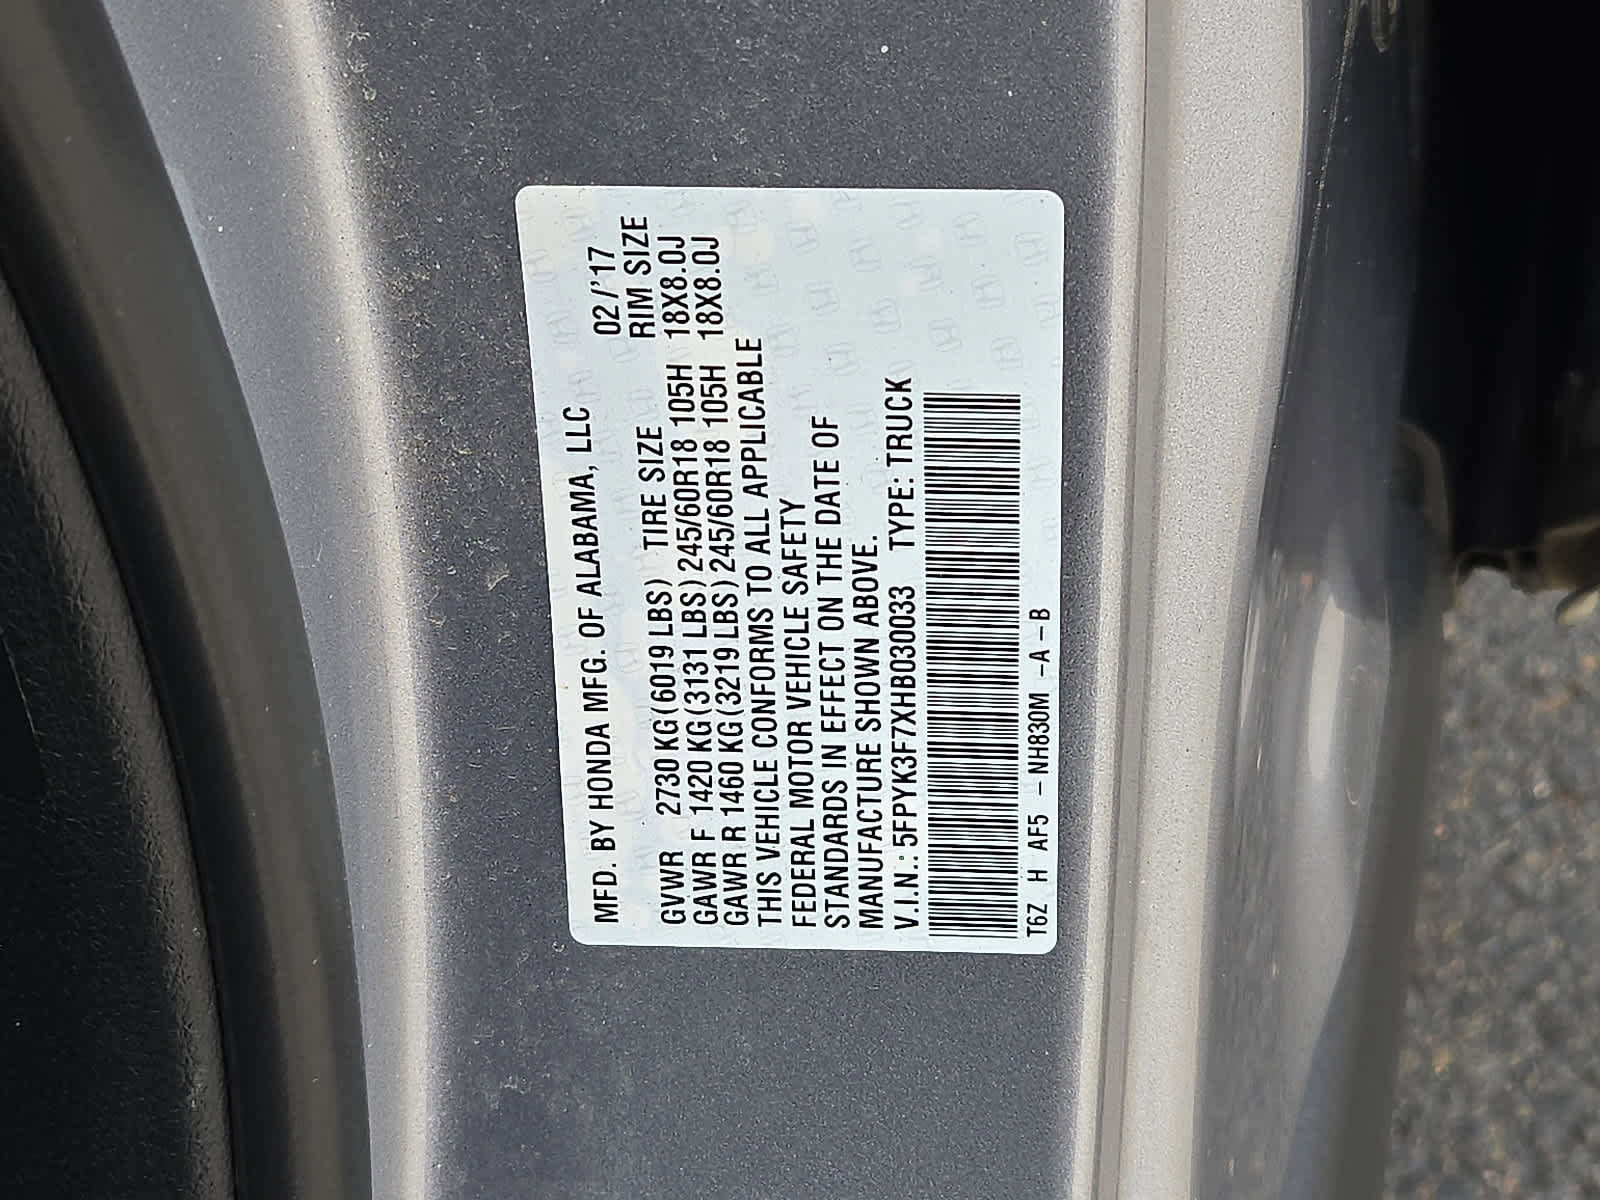 MFD. BY HONDA MFG. OF ALABAMA, LLC
02/'17
GVWR 2730 KG (6019 LBS) TIRE SIZE RIM SIZE
GAWR F 1420 KG (3131 LBS) 245/60R18 105H 18X8.0J
GAWR R 1460 KG (3219 LBS) 245/60R18 105H 18X8.0J
THIS VEHICLE CONFORMS TO ALL APPLICABLE
FEDERAL MOTOR VEHICLE SAFETY
STANDARDS IN EFFECT ON THE DATE OF
MANUFACTURE SHOWN ABOVE.
V.I.N.: 5FPYK3F7XHB030033 TYPE: TRUCK
T6Z H AF5 - NH830M -A-B